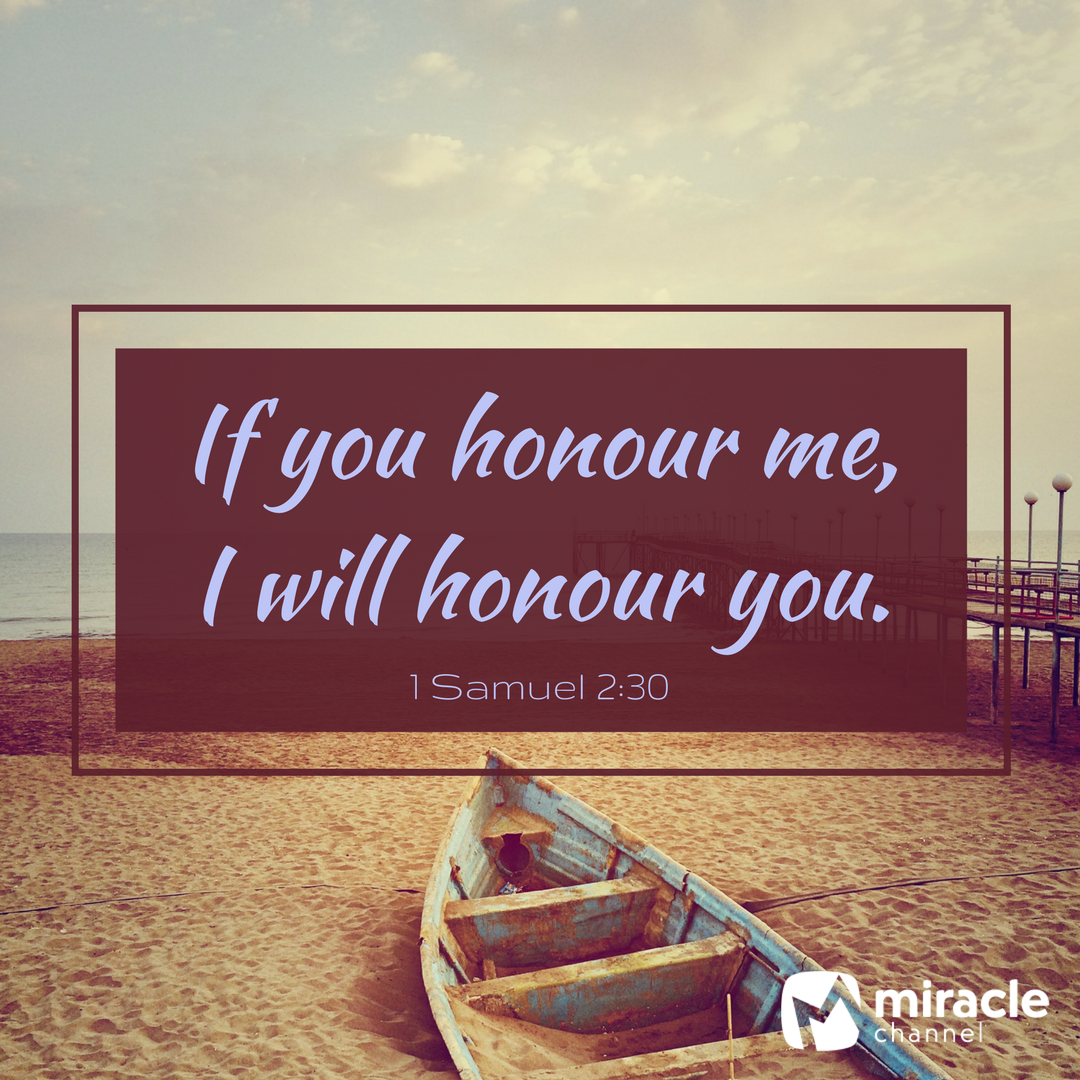 If you honour me,
I will honour you.
1 Samuel 2:30
miracle
channel